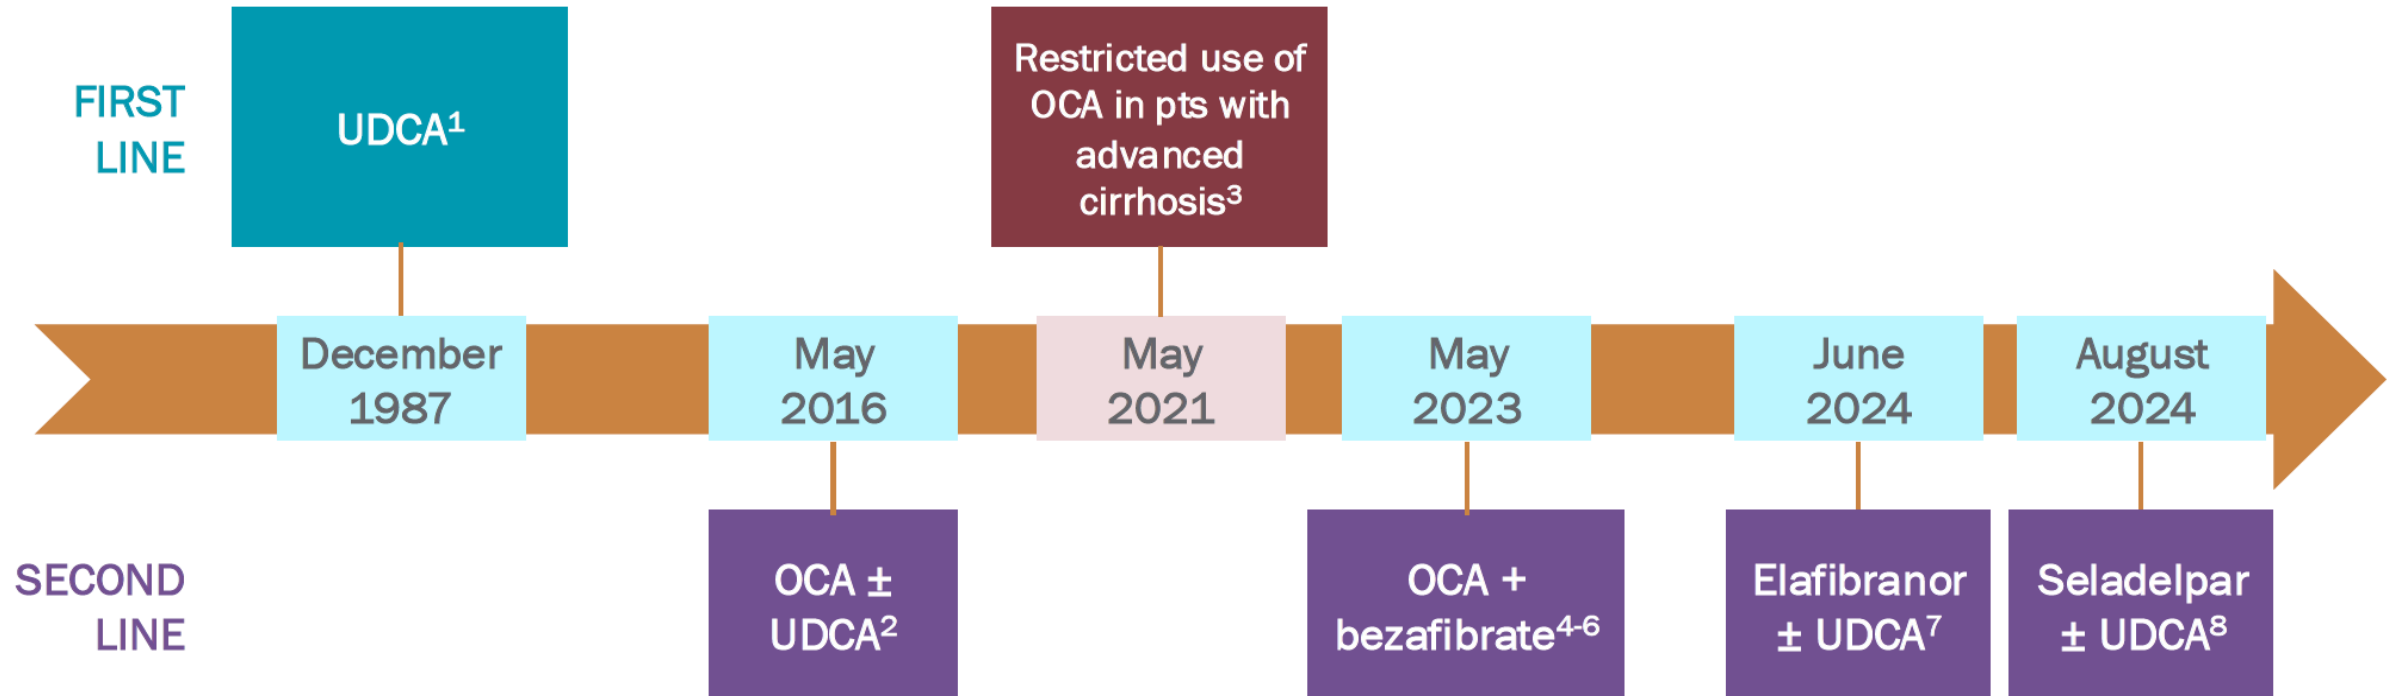 FIRST
LINE
UDCA¹
Restricted use of
OCA in pts with
advanced
cirrhosis³
December
1987
May
2016
May
2021
May
2023
June
2024
August
2024
SECOND
LINE
OCA ±
UDCA²
OCA +
bezafibrate⁴⁻⁶
Elafibranor
± UDCA⁷
Seladelpar
± UDCA⁸